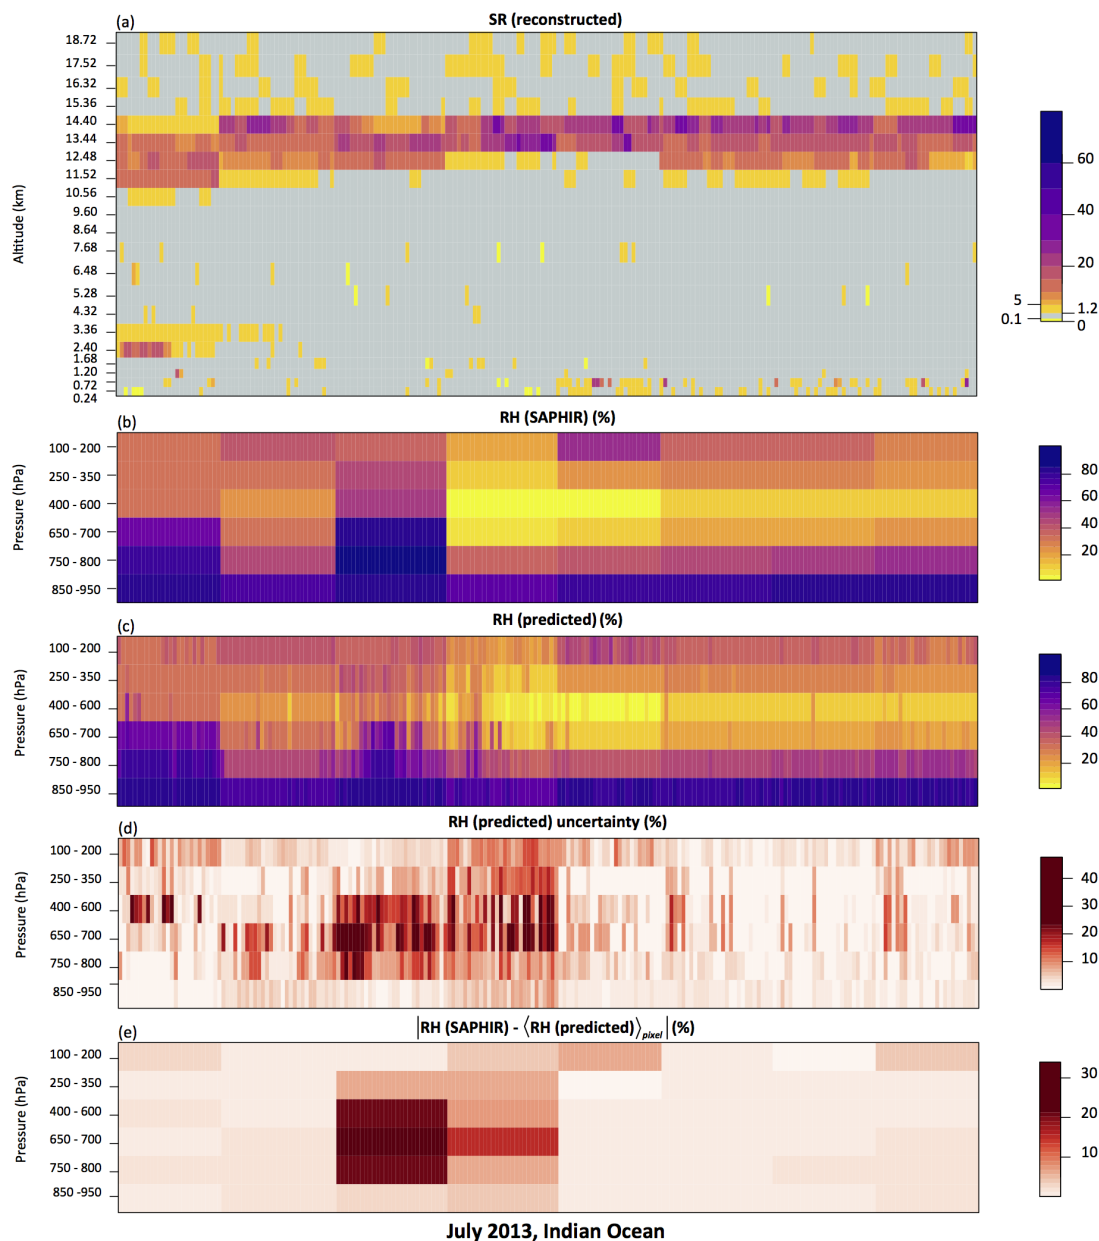 (a)
SR (reconstructed)
18.72
17.52
16.32
15.36
14.40
13.44
12.48
11.52
10.56
9.60
8.64
7.68
6.48
5.28
4.32
3.36
2.40
1.68
1.20
0.72
0.24
Altitude (km)
60
40
20
5
1.2
0.1
0
(b)
RH (SAPHIR) (%)
100 - 200
250 - 350
400 - 600
650 - 700
750 - 800
850 -950
Pressure (hPa)
80
60
40
20
(c)
RH (predicted) (%)
100 - 200
250 - 350
400 - 600
650 - 700
750 - 800
850 -950
Pressure (hPa)
80
60
40
20
(d)
RH (predicted) uncertainty (%)
100 - 200
250 - 350
400 - 600
650 - 700
750 - 800
850 -950
Pressure (hPa)
40
30
20
10
(e)
|RH (SAPHIR) - ⟨RH (predicted)⟩pixel| (%)
100 - 200
250 - 350
400 - 600
650 - 700
750 - 800
850 -950
Pressure (hPa)
30
20
10
July 2013, Indian Ocean